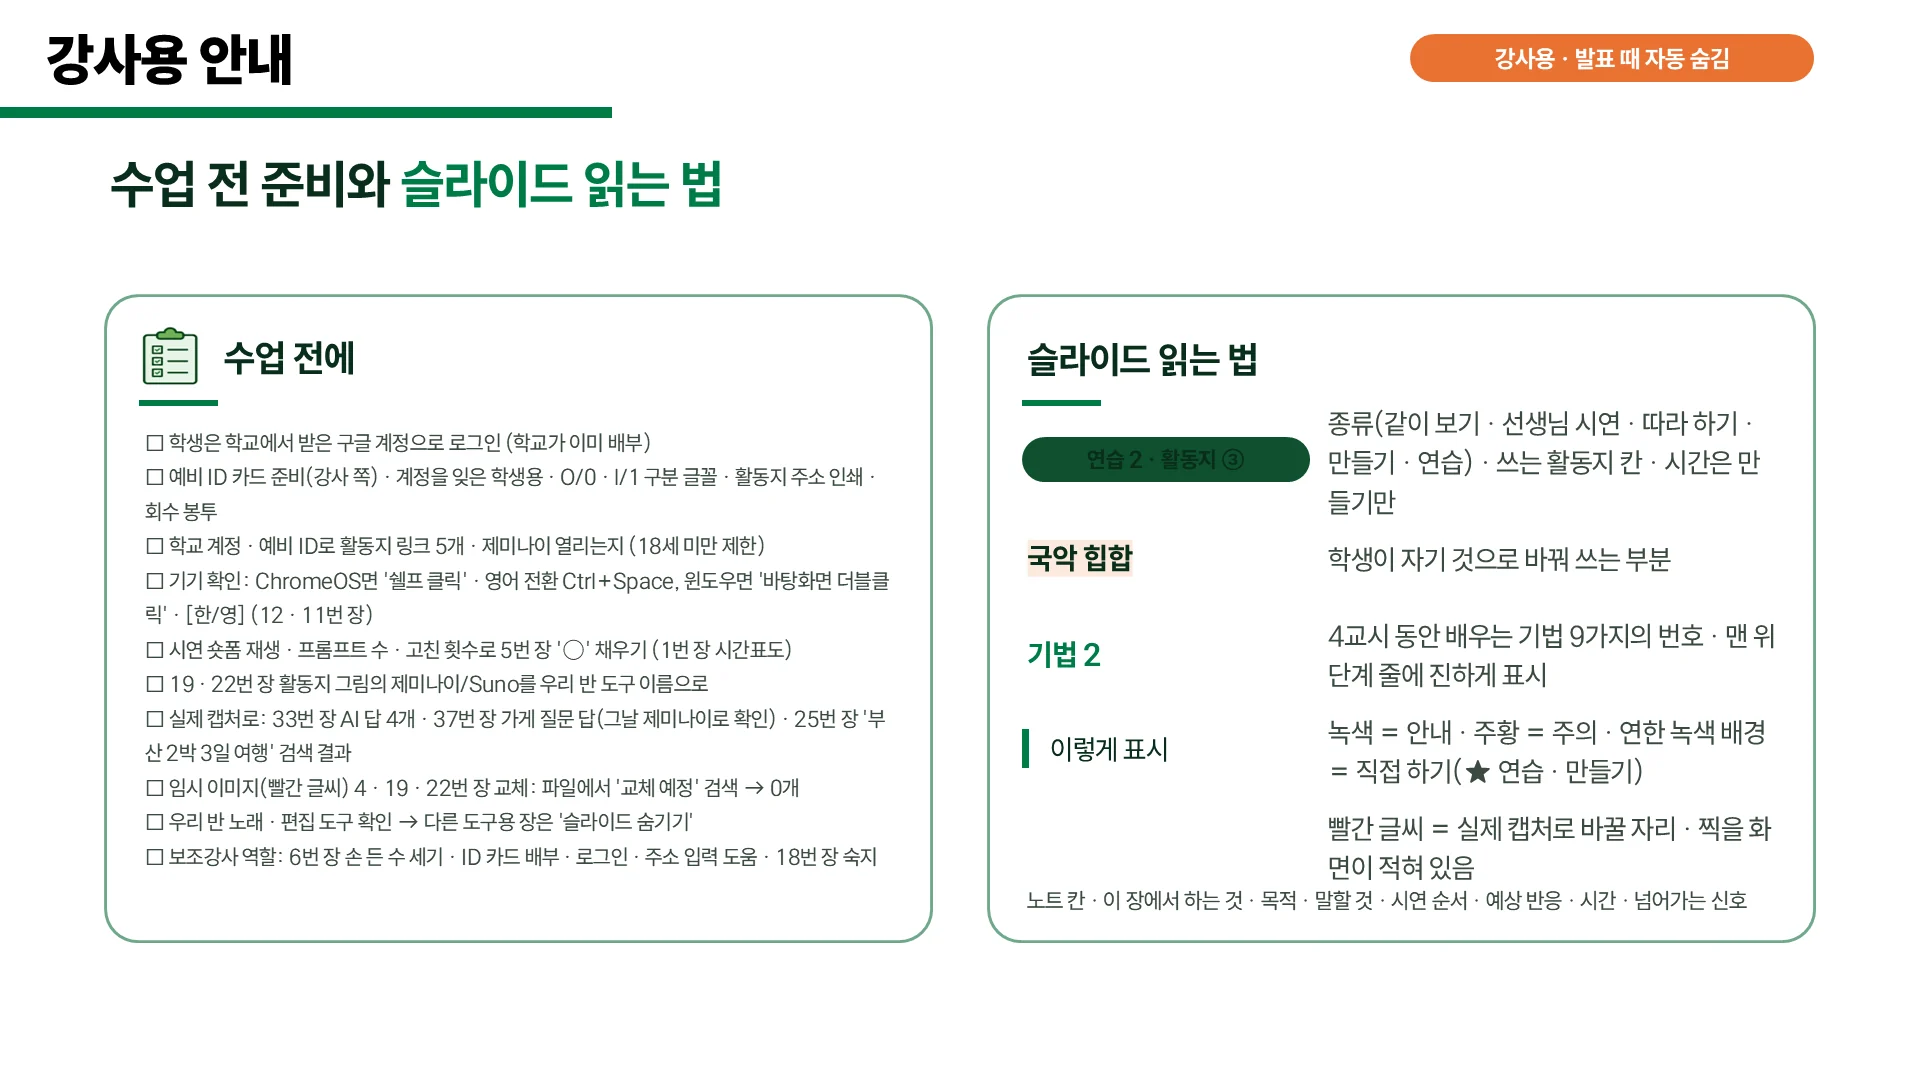 강사용 안내
강사용 · 발표 때 자동 숨김
수업 전 준비와 슬라이드 읽는 법
수업 전에
☐ 학생은 학교에서 받은 구글 계정으로 로그인 (학교가 이미 배부)
☐ 예비 ID 카드 준비(강사 쪽) · 계정을 잊은 학생용 · O/0 · I/1 구분 글꼴 · 활동지 주소 인쇄 ·
회수 봉투
☐ 학교 계정 · 예비 ID로 활동지 링크 5개 · 제미나이 열리는지 (18세 미만 제한)
☐ 기기 확인: ChromeOS면 '쉘프 클릭' · 영어 전환 Ctrl+Space, 윈도우면 '바탕화면 더블클
릭' · [한/영] (12 · 11번 장)
☐ 시연 숏폼 재생 · 프롬프트 수 · 고친 횟수로 5번 장 '◯' 채우기 (1번 장 시간표도)
☐ 19 · 22번 장 활동지 그림의 제미나이/Suno를 우리 반 도구 이름으로
☐ 실제 캡처로: 33번 장 AI 답 4개 · 37번 장 가게 질문 답(그날 제미나이로 확인) · 25번 장 '부
산 2박 3일 여행' 검색 결과
☐ 임시 이미지(빨간 글씨) 4 · 19 · 22번 장 교체: 파일에서 '교체 예정' 검색 → 0개
☐ 우리 반 노래 · 편집 도구 확인 → 다른 도구용 장은 '슬라이드 숨기기'
☐ 보조강사 역할: 6번 장 손 든 수 세기 · ID 카드 배부 · 로그인 · 주소 입력 도움 · 18번 장 숙지
슬라이드 읽는 법
연습 2 · 활동지 ③
종류(같이 보기 · 선생님 시연 · 따라 하기 ·
만들기 · 연습) · 쓰는 활동지 칸 · 시간은 만
들기만
국악 힙합
학생이 자기 것으로 바꿔 쓰는 부분
기법 2
4교시 동안 배우는 기법 9가지의 번호 · 맨 위
단계 줄에 진하게 표시
이렇게 표시
녹색 = 안내 · 주황 = 주의 · 연한 녹색 배경
= 직접 하기(★ 연습 · 만들기)
빨간 글씨 = 실제 캡처로 바꿀 자리 · 찍을 화
면이 적혀 있음
노트 칸 · 이 장에서 하는 것 · 목적 · 말할 것 · 시연 순서 · 예상 반응 · 시간 · 넘어가는 신호